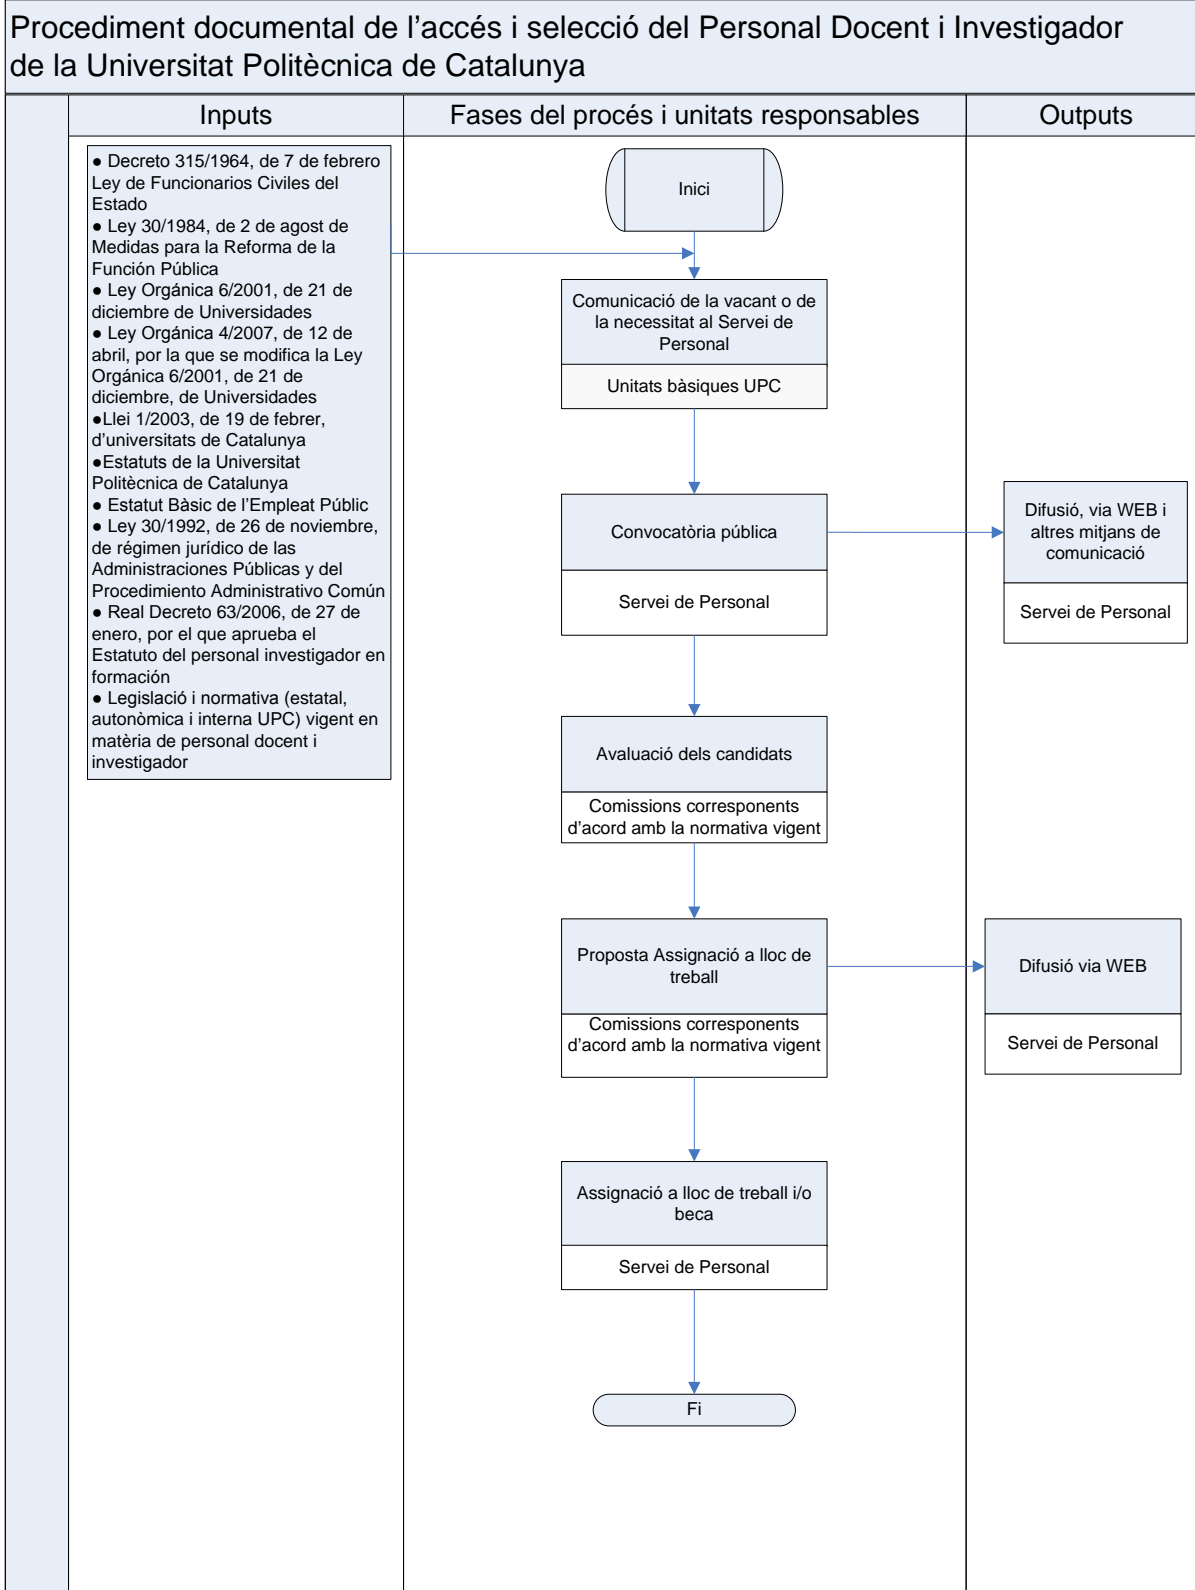 Procediment documental de l’accés i selecció del Personal Docent i Investigador
de la Universitat Politècnica de Catalunya
Inputs
Fases del procés i unitats responsables
Outputs
● Decreto 315/1964, de 7 de febrero
Ley de Funcionarios Civiles del
Estado
● Ley 30/1984, de 2 de agost de
Medidas para la Reforma de la
Función Pública
● Ley Orgánica 6/2001, de 21 de
diciembre de Universidades
● Ley Orgánica 4/2007, de 12 de
abril, por la que se modifica la Ley
Orgánica 6/2001, de 21 de
diciembre, de Universidades
●Llei 1/2003, de 19 de febrer,
d’universitats de Catalunya
●Estatuts de la Universitat
Politècnica de Catalunya
● Estatut Bàsic de l’Empleat Públic
● Ley 30/1992, de 26 de noviembre,
de régimen jurídico de las
Administraciones Públicas y del
Procedimiento Administrativo Común
● Real Decreto 63/2006, de 27 de
enero, por el que aprueba el
Estatuto del personal investigador en
formación
● Legislació i normativa (estatal,
autonòmica i interna UPC) vigent en
matèria de personal docent i
investigador
Inici
Comunicació de la vacant o de
la necessitat al Servei de
Personal
Unitats bàsiques UPC
Convocatòria pública
Servei de Personal
Difusió, via WEB i
altres mitjans de
comunicació
Servei de Personal
Avaluació dels candidats
Comissions corresponents
d’acord amb la normativa vigent
Proposta Assignació a lloc de
treball
Comissions corresponents
d’acord amb la normativa vigent
Difusió via WEB
Servei de Personal
Assignació a lloc de treball i/o
beca
Servei de Personal
Fi